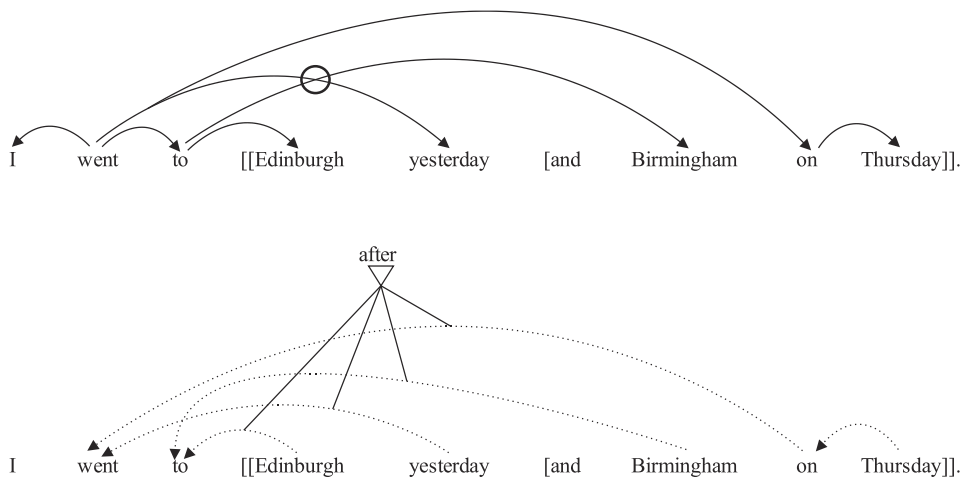 I went to [[Edinburgh yesterday [and Birmingham on Thursday]].
after
I went to [[Edinburgh yesterday [and Birmingham on Thursday]].